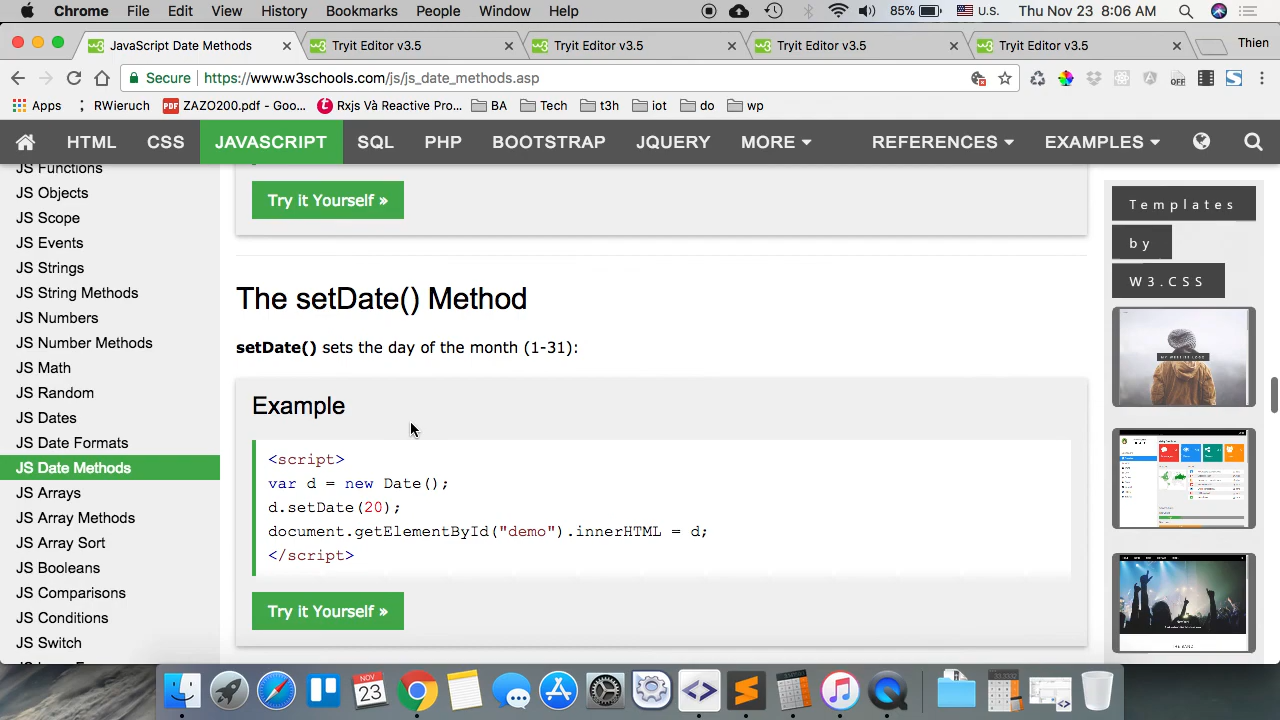 Chrome File Edit View History Bookmarks People Window Help 85% U.S. Thu Nov 23 8:06 AM
JavaScript Date Methods Tryit Editor v3.5 Tryit Editor v3.5 Tryit Editor v3.5 Tryit Editor v3.5 Thien
Secure https://www.w3schools.com/js/js_date_methods.asp OFF
Apps RWieruch ZAZO200.pdf - Goo... Rxjs Và Reactive Pro... BA Tech t3h iot do wp
HTML CSS JAVASCRIPT SQL PHP BOOTSTRAP JQUERY MORE REFERENCES EXAMPLES
JS Functions
JS Objects
JS Scope
JS Events
JS Strings
JS String Methods
JS Numbers
JS Number Methods
JS Math
JS Random
JS Dates
JS Date Formats
JS Date Methods
JS Arrays
JS Array Methods
JS Array Sort
JS Booleans
JS Comparisons
JS Conditions
JS Switch
Try it Yourself »
The setDate() Method
setDate() sets the day of the month (1-31):
Example
<script>
var d = new Date();
d.setDate(20);
document.getElementById("demo").innerHTML = d;
</script>
Try it Yourself »
Templates
by
W3.CSS
NOV
23